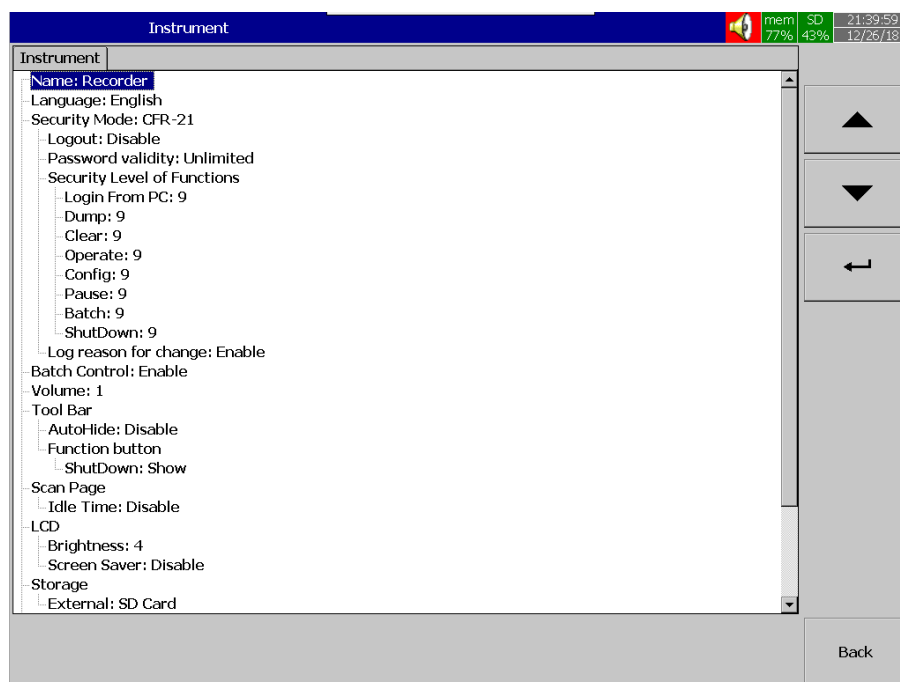 Instrument
mem SD 21:39:59
77% 43% 12/26/18
Instrument
Name: Recorder
Language: English
Security Mode: CFR-21
Logout: Disable
Password validity: Unlimited
Security Level of Functions
Login From PC: 9
Dump: 9
Clear: 9
Operate: 9
Config: 9
Pause: 9
Batch: 9
ShutDown: 9
Log reason for change: Enable
Batch Control: Enable
Volume: 1
Tool Bar
AutoHide: Disable
Function button
ShutDown: Show
Scan Page
Idle Time: Disable
LCD
Brightness: 4
Screen Saver: Disable
Storage
External: SD Card
Back